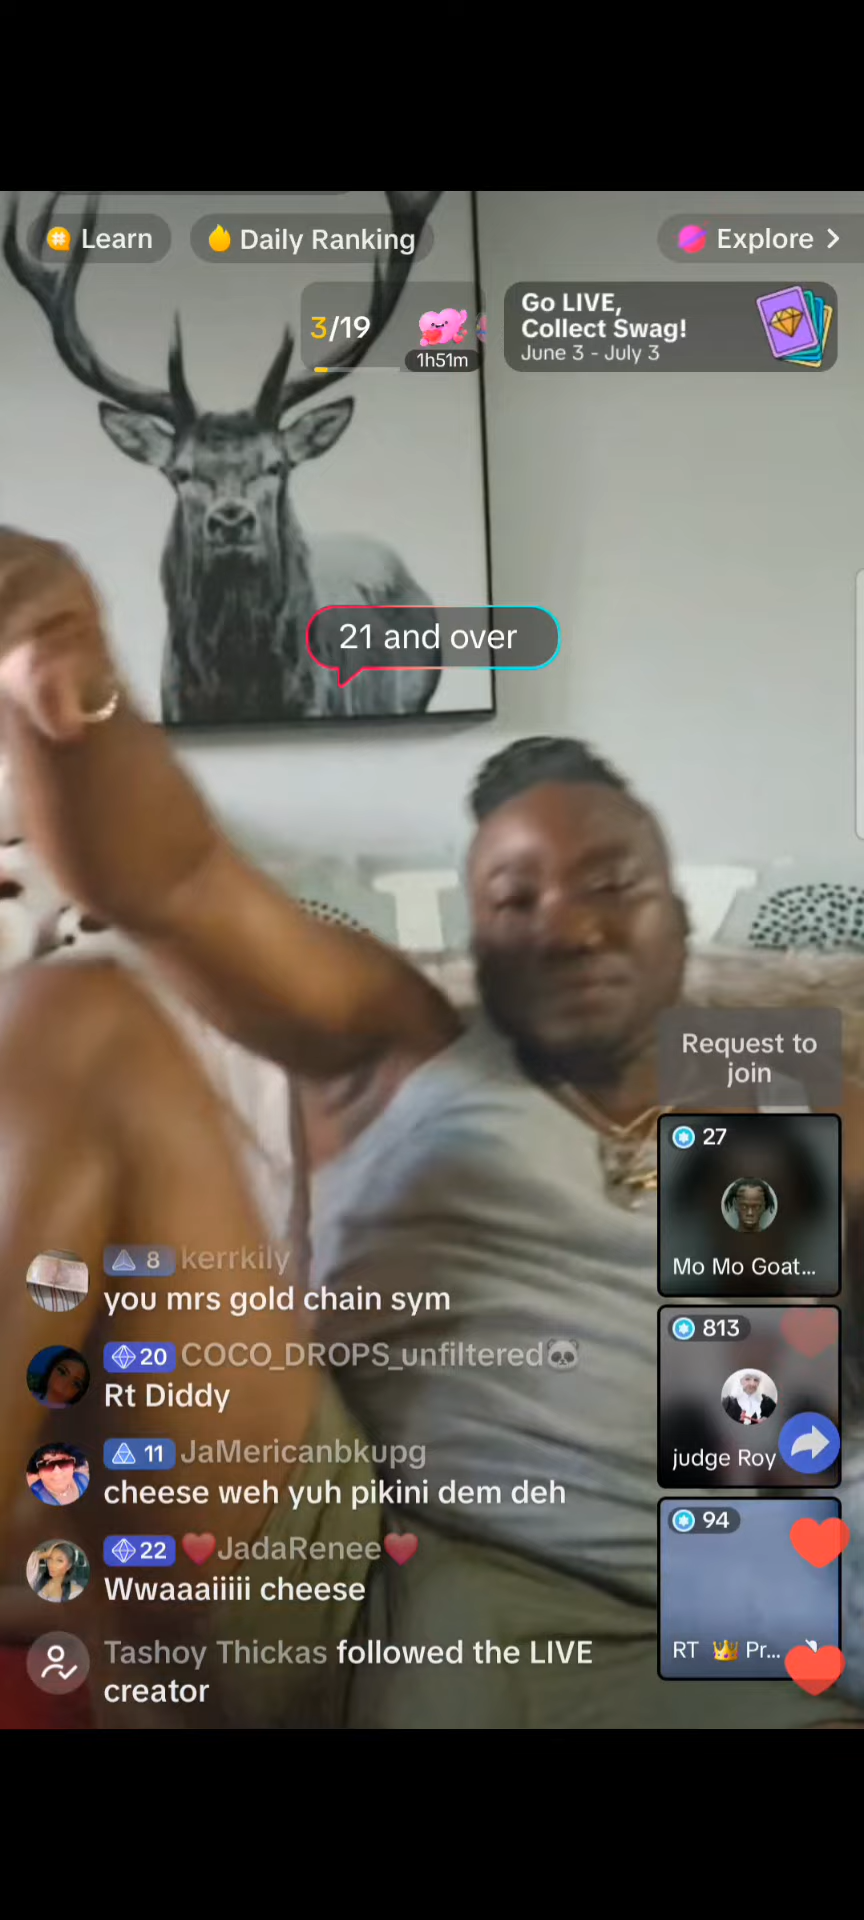 Learn
Daily Ranking
Explore >
3/19
1h51m
Go LIVE,
Collect Swag!
June 3 - July 3
21 and over
Request to
join
27
Mo Mo Goat...
813
judge Roy
94
RT 👑 Pr...
8 kerrkily
you mrs gold chain sym
20 COCO_DROPS_unfiltered🐼
Rt Diddy
11 JaMericanbkupg
cheese weh yuh pikini dem deh
22 ❤️JadaRenee❤️
Wwaaaiiiii cheese
Tashoy Thickas followed the LIVE
creator